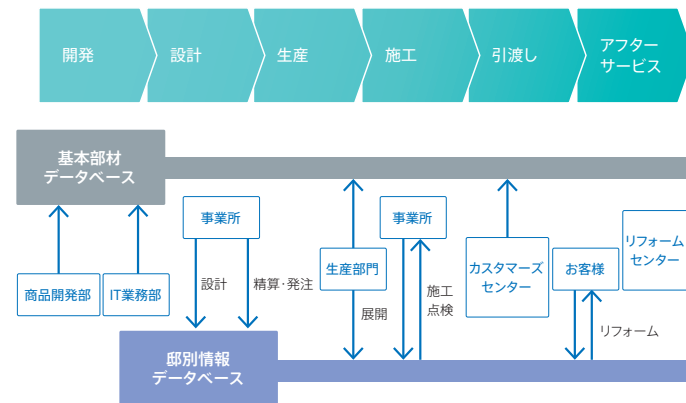 開発
設計
生産
施工
引渡し
アフター
サービス
基本部材
データベース
事業所
事業所
商品開発部
IT業務部
設計
精算・発注
生産部門
展開
施工
点検
カスタマーズ
センター
お客様
リフォーム
センター
リフォーム
邸別情報
データベース